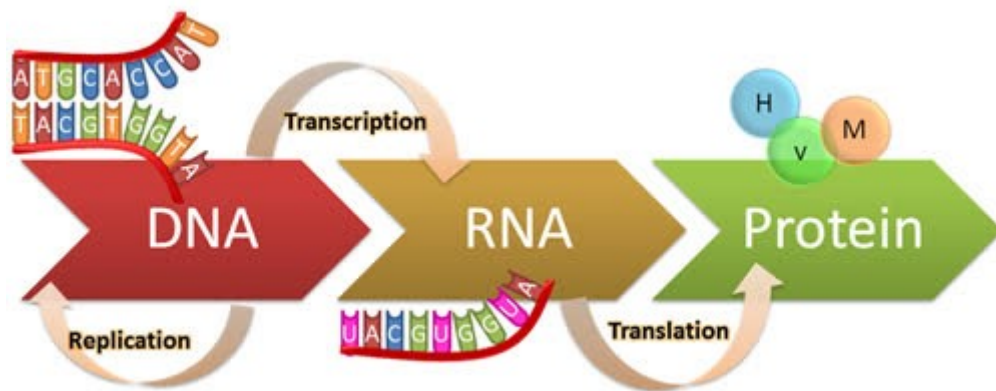 ATGCACCAT
TACGTGGTA
Transcription
H
V
M
DNA
RNA
Protein
Replication
UACGUGGUA
Translation